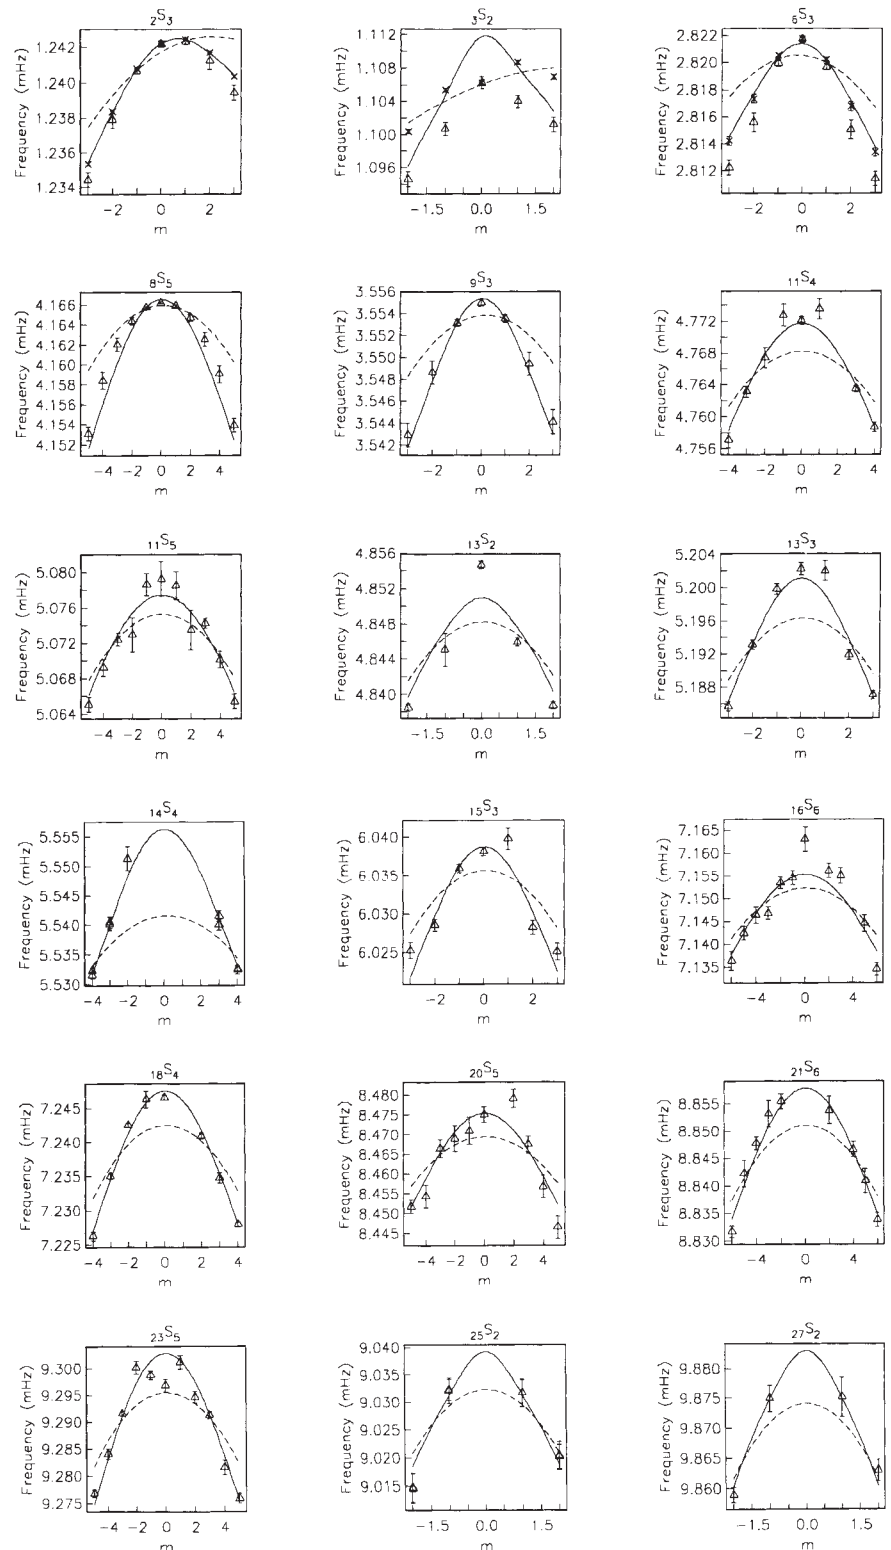 2S3
Frequency (mHz)
1.242
1.240
1.238
1.236
1.234
−2 0 2
m
3S2
Frequency (mHz)
1.112
1.108
1.104
1.100
1.096
−1.5 0.0 1.5
m
6S3
Frequency (mHz)
2.822
2.820
2.818
2.816
2.814
2.812
−2 0 2
m
8S5
Frequency (mHz)
4.166
4.164
4.162
4.160
4.158
4.156
4.154
4.152
−4 −2 0 2 4
m
9S3
Frequency (mHz)
3.556
3.554
3.552
3.550
3.548
3.546
3.544
3.542
−2 0 2
m
11S4
Frequency (mHz)
4.772
4.768
4.764
4.760
4.756
−4 −2 0 2 4
m
11S5
Frequency (mHz)
5.080
5.076
5.072
5.068
5.064
−4 −2 0 2 4
m
13S2
Frequency (mHz)
4.856
4.852
4.848
4.844
4.840
−1.5 0.0 1.5
m
13S3
Frequency (mHz)
5.204
5.200
5.196
5.192
5.188
−2 0 2
m
14S4
Frequency (mHz)
5.555
5.550
5.545
5.540
5.535
5.530
−4 −2 0 2 4
m
15S3
Frequency (mHz)
6.040
6.035
6.030
6.025
−2 0 2
m
16S6
Frequency (mHz)
7.165
7.160
7.155
7.150
7.145
7.140
7.135
−4 0 4
m
18S4
Frequency (mHz)
7.245
7.240
7.235
7.230
7.225
−4 −2 0 2 4
m
20S5
Frequency (mHz)
8.480
8.475
8.470
8.465
8.460
8.455
8.450
8.445
−4 −2 0 2 4
m
21S6
Frequency (mHz)
8.855
8.850
8.845
8.840
8.835
8.830
−4 0 4
m
23S5
Frequency (mHz)
9.300
9.295
9.290
9.285
9.280
9.275
−4 −2 0 2 4
m
25S2
Frequency (mHz)
9.040
9.035
9.030
9.025
9.020
9.015
−1.5 0.0 1.5
m
27S2
Frequency (mHz)
9.880
9.875
9.870
9.865
9.860
−1.5 0.0 1.5
m